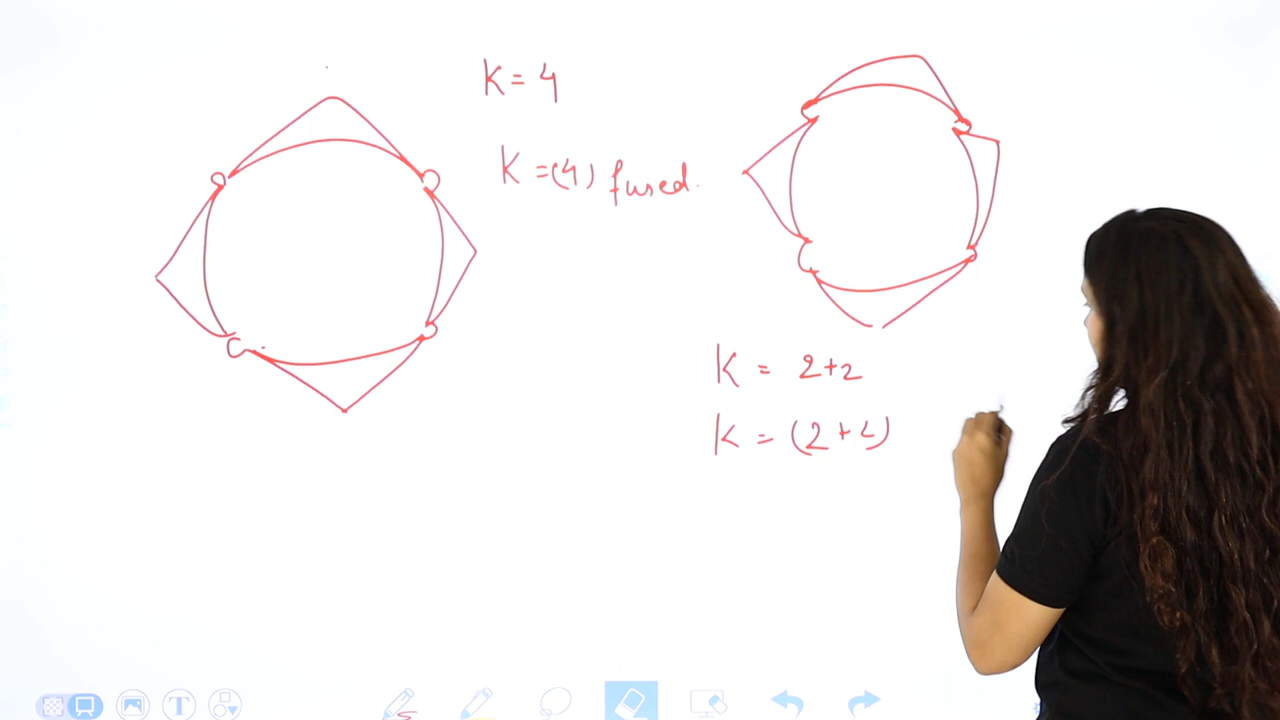 K = 4
K = (4) fused.
K = 2+2
K = (2+2)
T